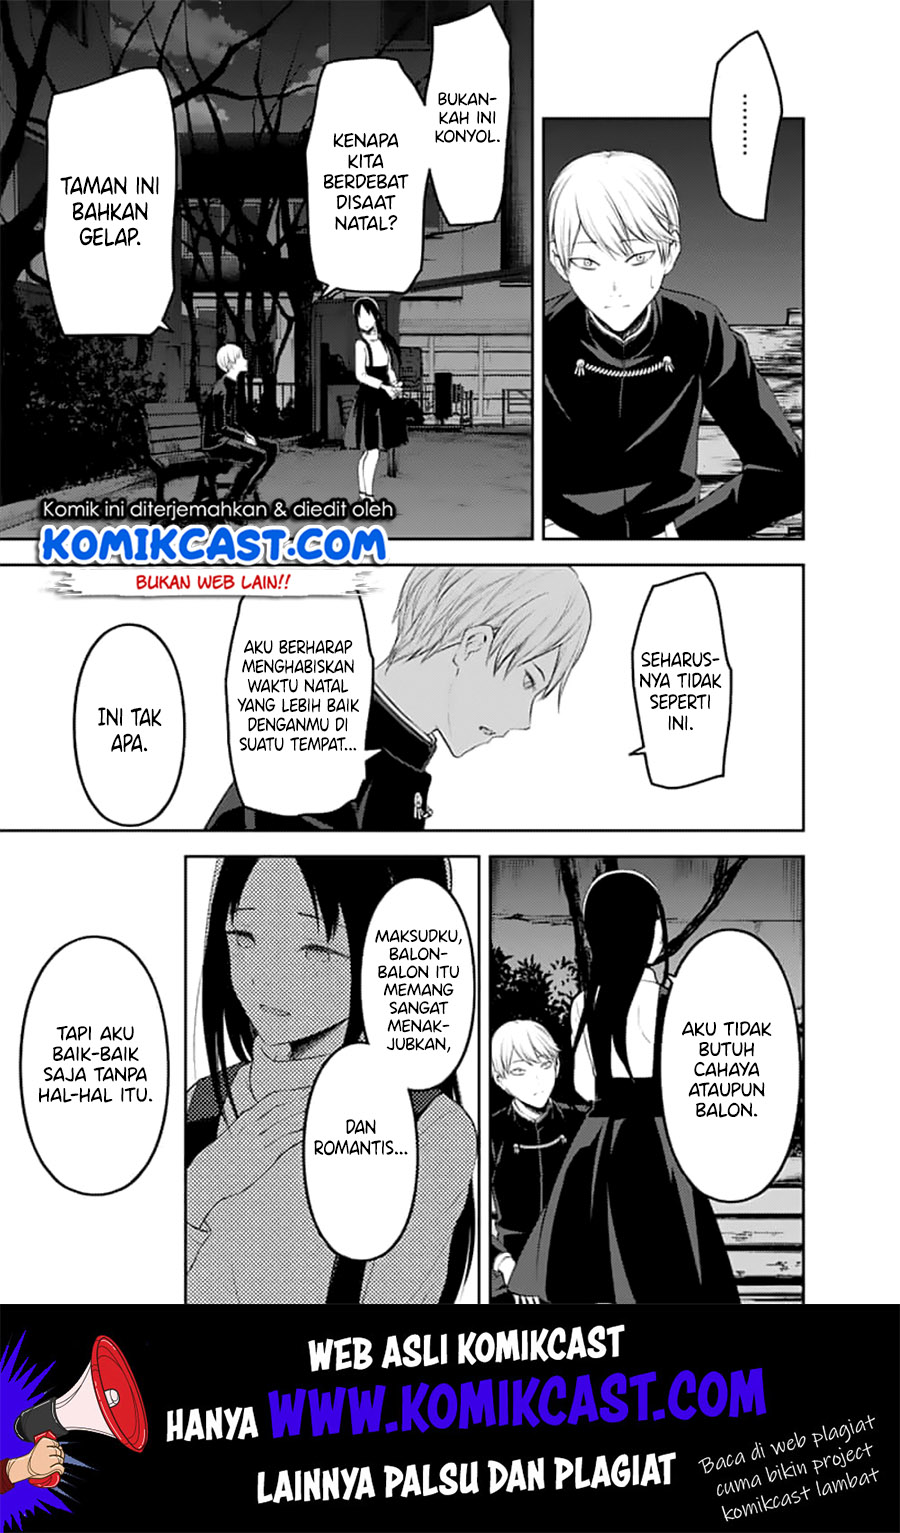 ………
BUKAN-
KAH INI
KONYOL.
KENAPA
KITA
BERDEBAT
DISAAT
NATAL?
TAMAN INI
BAHKAN
GELAP.
Komik ini diterjemahkan & diedit oleh
KOMIKCAST.COM
BUKAN WEB LAIN!!
SEHARUS-
NYA TIDAK
SEPERTI
INI.
AKU BERHARAP
MENGHABISKAN
WAKTU NATAL
YANG LEBIH BAIK
DENGANMU DI
SUATU TEMPAT...
INI TAK
APA.
AKU TIDAK
BUTUH
CAHAYA
ATAUPUN
BALON.
MAKSUDKU,
BALON-
BALON ITU
MEMANG
SANGAT
MENAK-
JUBKAN,
DAN
ROMANTIS...
TAPI AKU
BAIK-BAIK
SAJA TANPA
HAL-HAL ITU.
WEB ASLI KOMIKCAST
HANYA WWW.KOMIKCAST.COM
LAINNYA PALSU DAN PLAGIAT
Baca di web plagiat
cuma bikin project
komikcast lambat